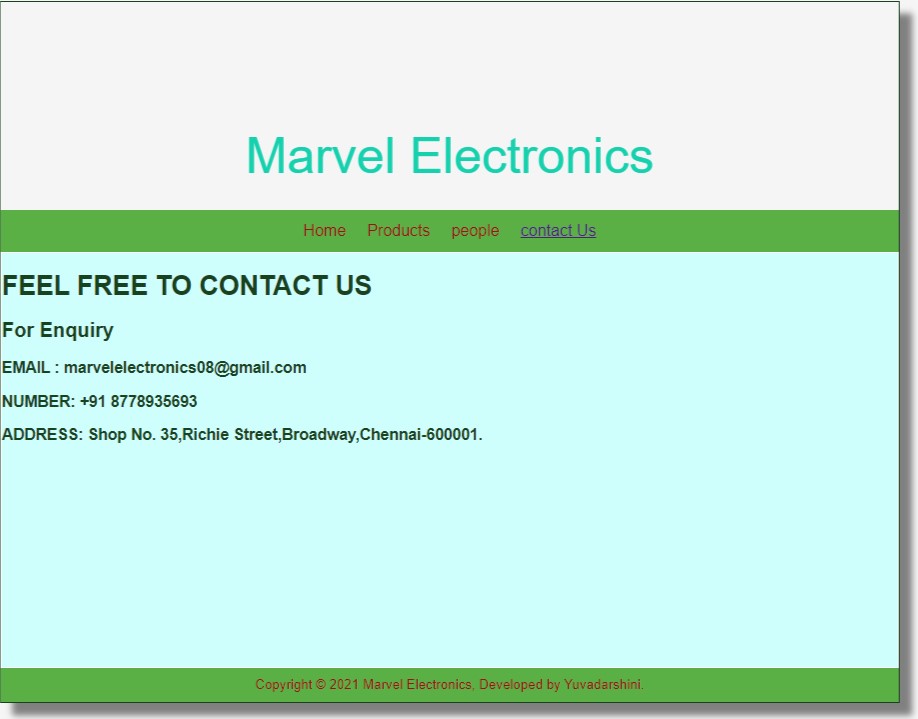 Marvel Electronics
Home Products people contact Us
FEEL FREE TO CONTACT US
For Enquiry
EMAIL : marvelelectronics08@gmail.com
NUMBER: +91 8778935693
ADDRESS: Shop No. 35,Richie Street,Broadway,Chennai-600001.
Copyright © 2021 Marvel Electronics, Developed by Yuvadarshini.